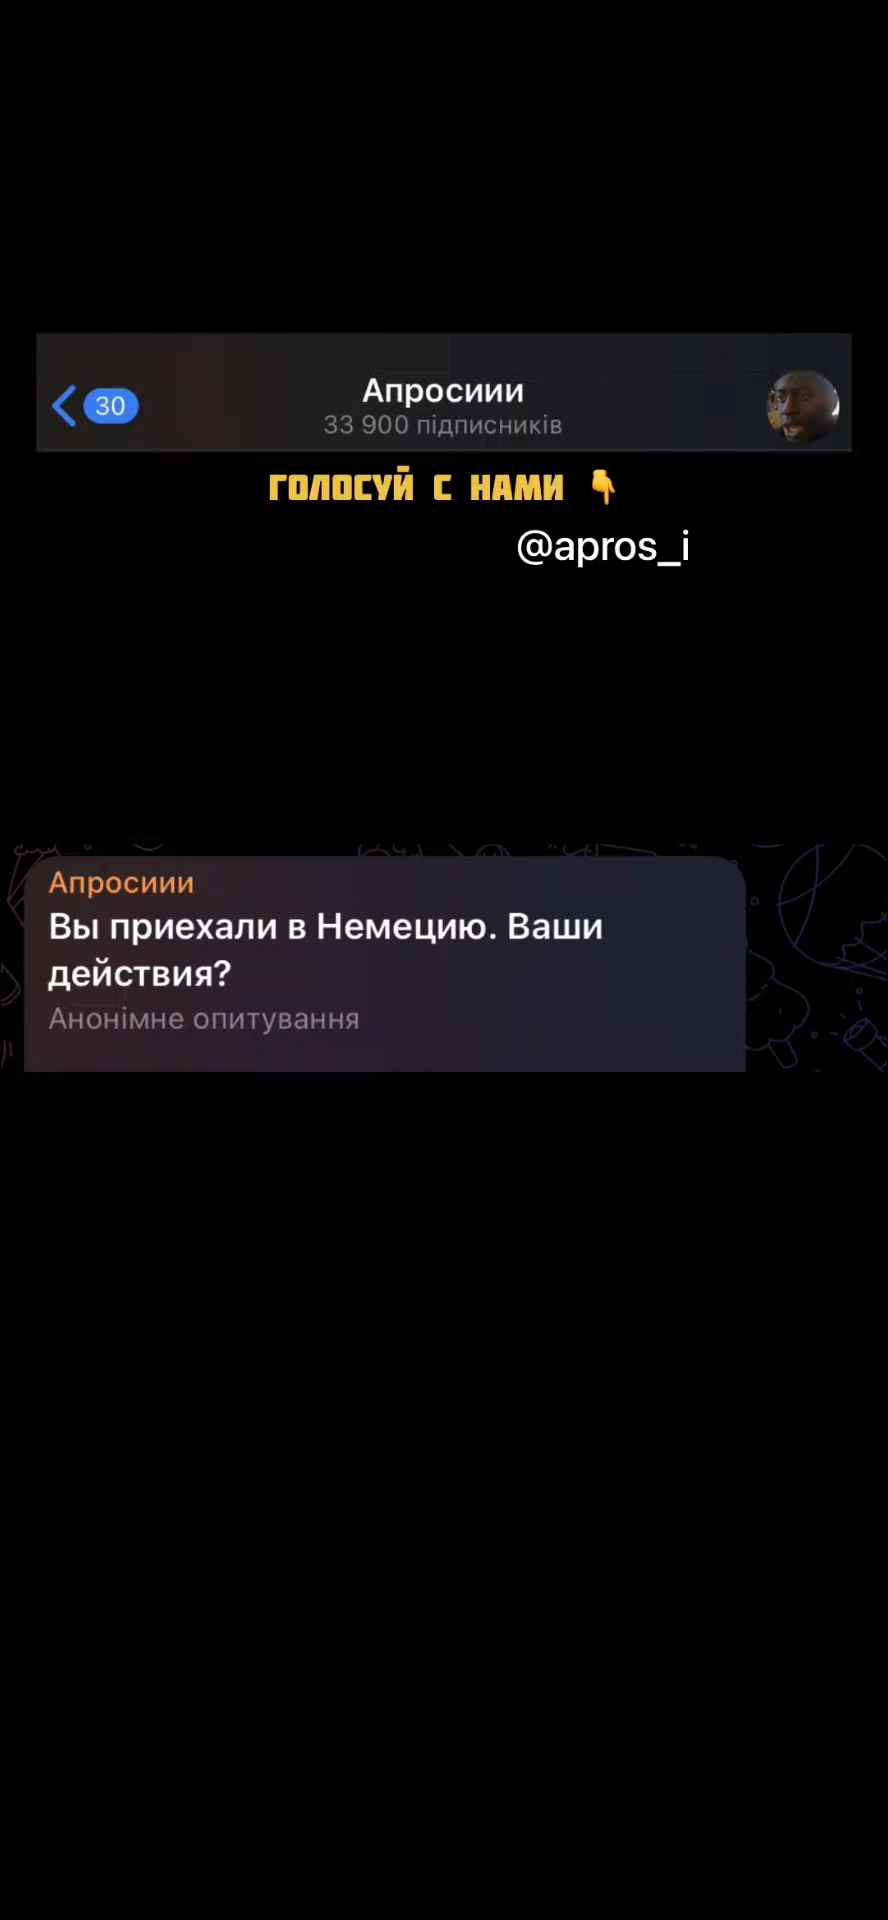 30
Апросиии
33 900 підписників
ГОЛОСУЙ С НАМИ 👇
@apros_i
Апросиии
Вы приехали в Немецию. Ваши
действия?
Анонімне опитування